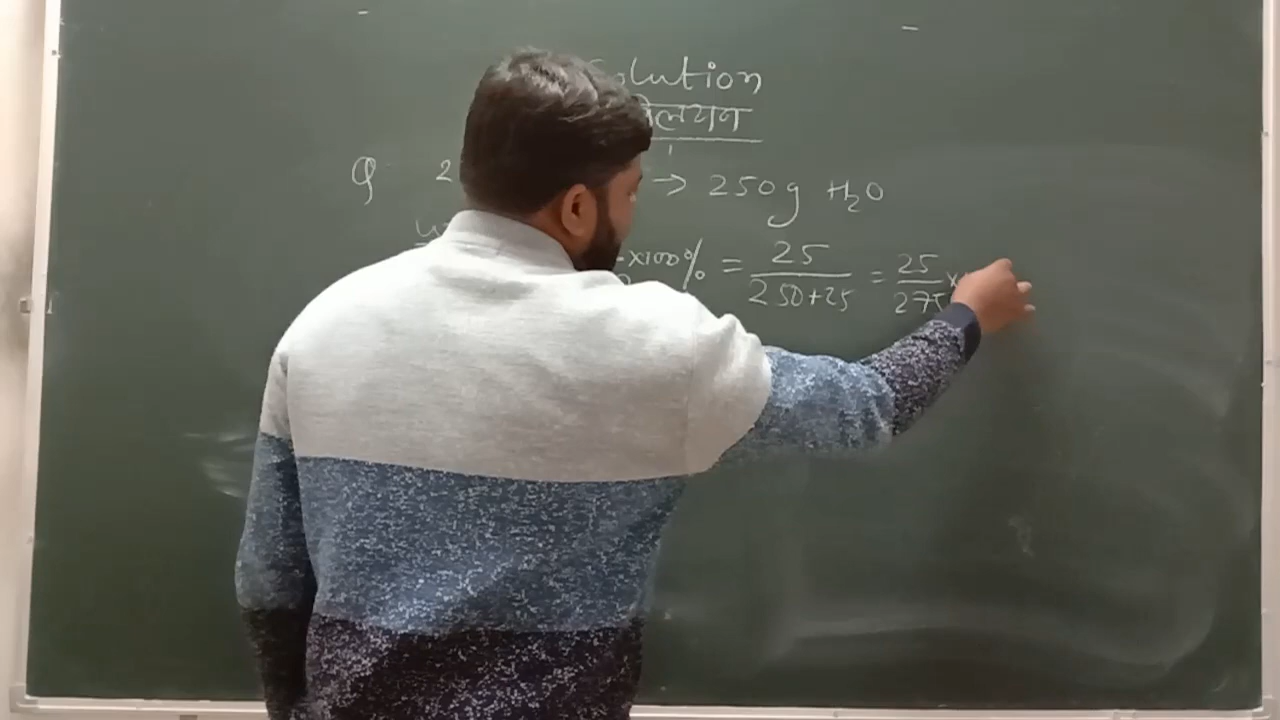 Solution
विलयन
Q 2 → 250g H₂O
×100% = 25/250+25 = 25/275 ×